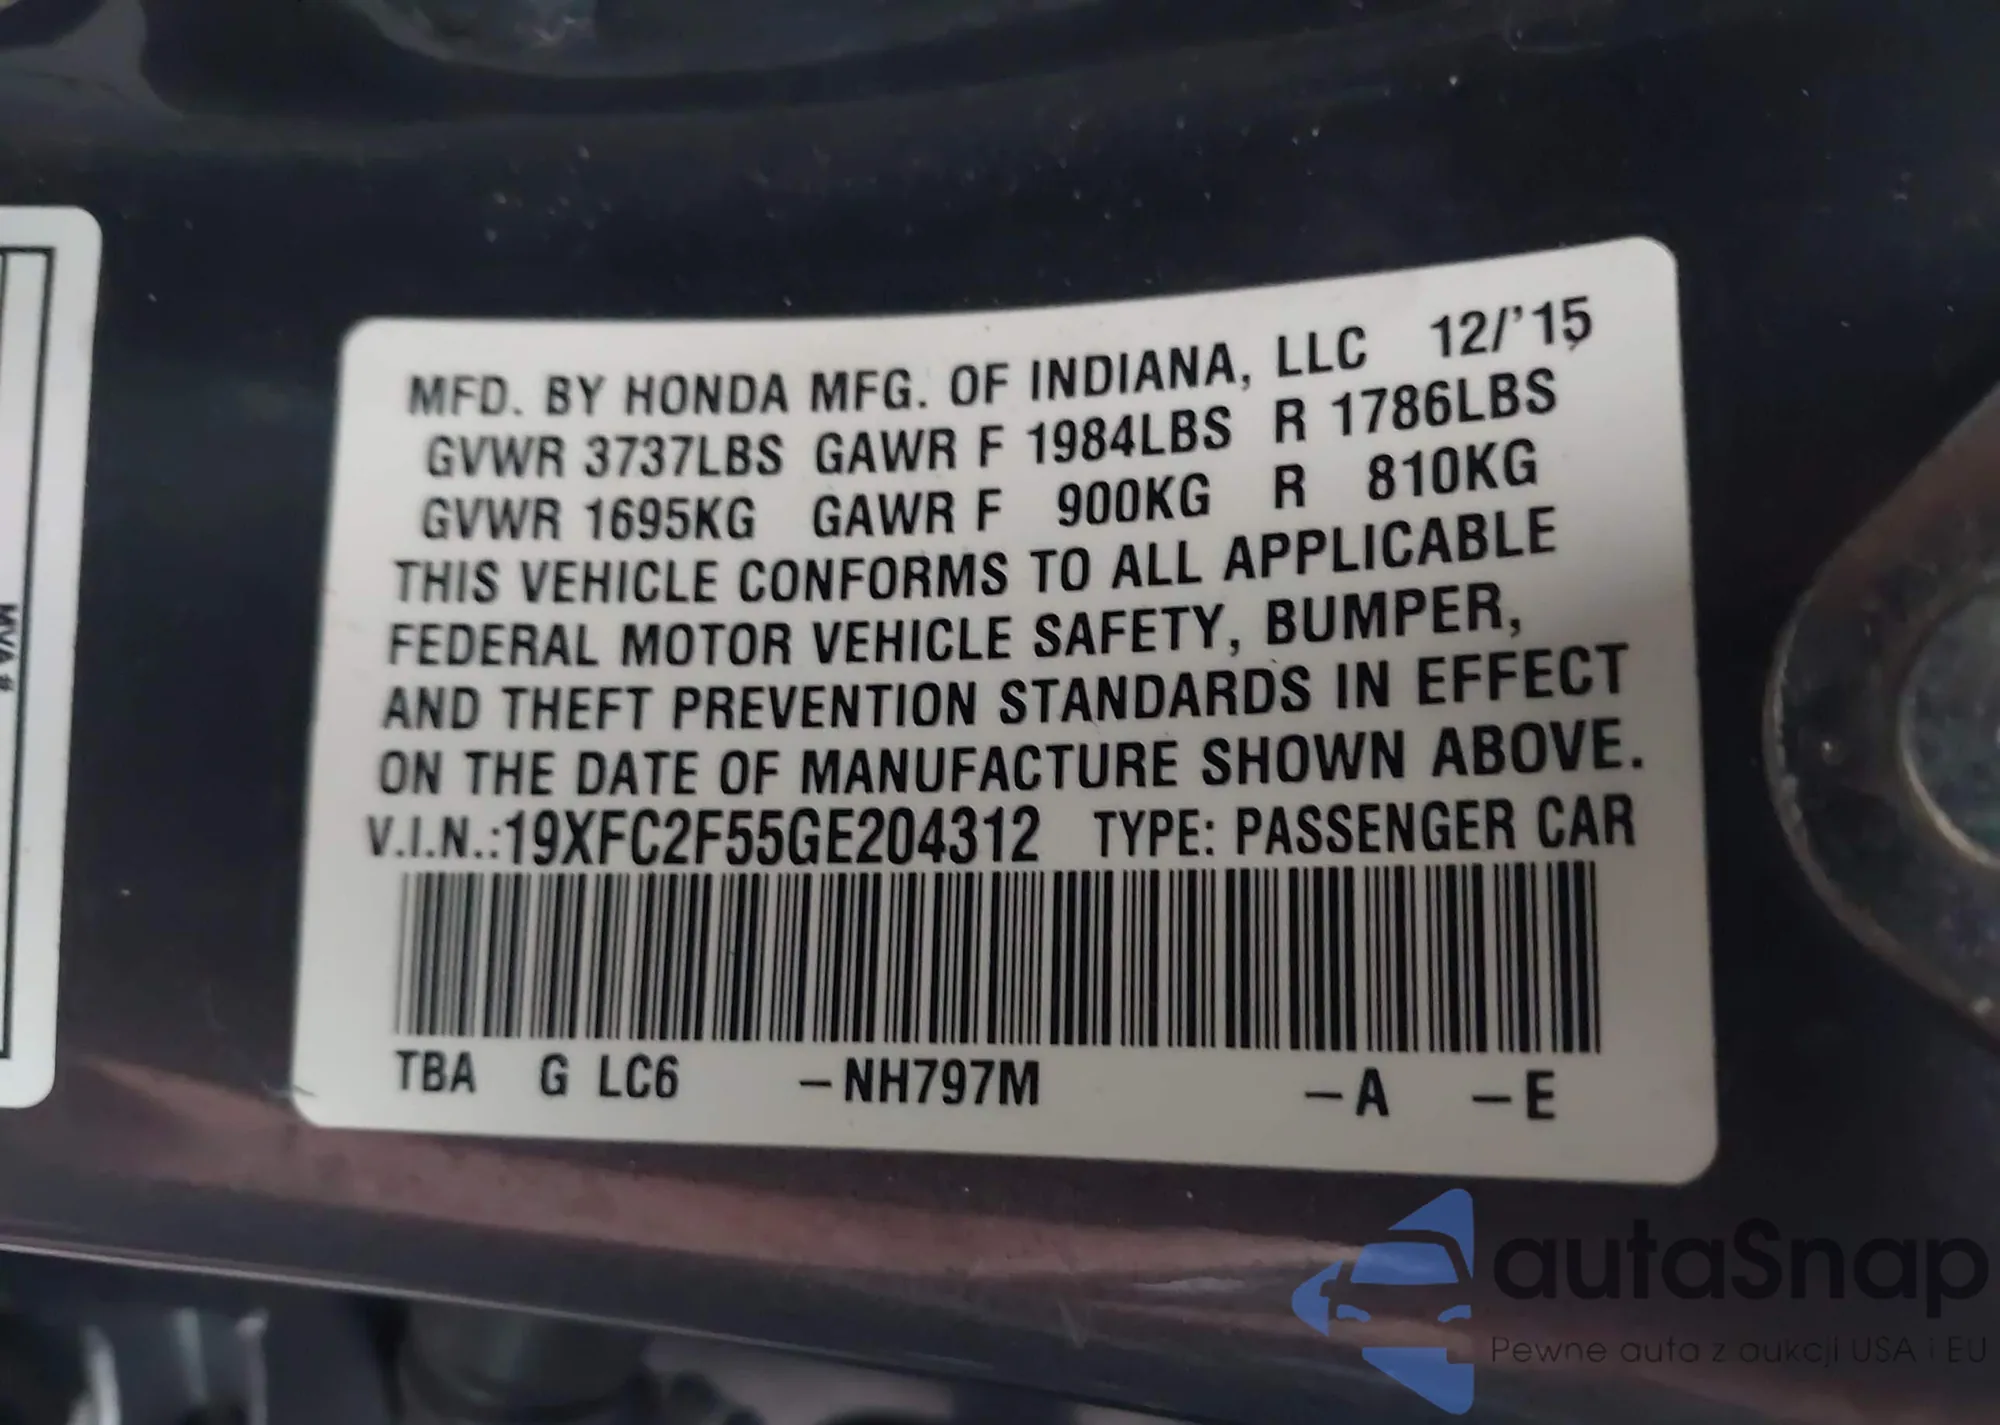 MFD. BY HONDA MFG. OF INDIANA, LLC 12/'15
GVWR 3737LBS GAWR F 1984LBS R 1786LBS
GVWR 1695KG GAWR F 900KG R 810KG
THIS VEHICLE CONFORMS TO ALL APPLICABLE
FEDERAL MOTOR VEHICLE SAFETY, BUMPER,
AND THEFT PREVENTION STANDARDS IN EFFECT
ON THE DATE OF MANUFACTURE SHOWN ABOVE.
V.I.N.:19XFC2F55GE204312 TYPE: PASSENGER CAR
TBA G LC6 –NH797M –A –E
MVA #
autaSnap
Pewne auta z aukcji USA i EU